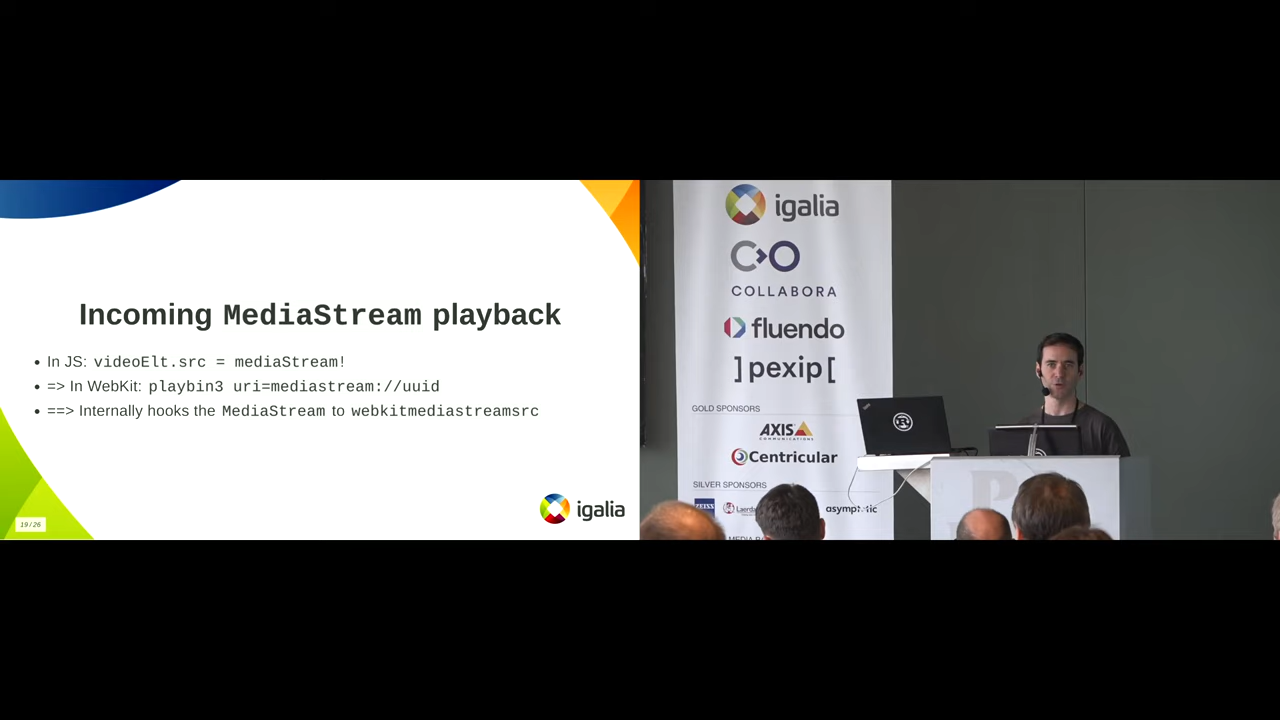 Incoming MediaStream playback
• In JS: videoElt.src = mediaStream!
• => In WebKit: playbin3 uri=mediastream://uuid
• ==> Internally hooks the MediaStream to webkitmediastreamsrc
19 / 26
igalia
igalia
COLLABORA
fluendo
]pexip[
GOLD SPONSORS
AXIS
COMMUNICATIONS
Centricular
SILVER SPONSORS
ZEISS
asymptotic